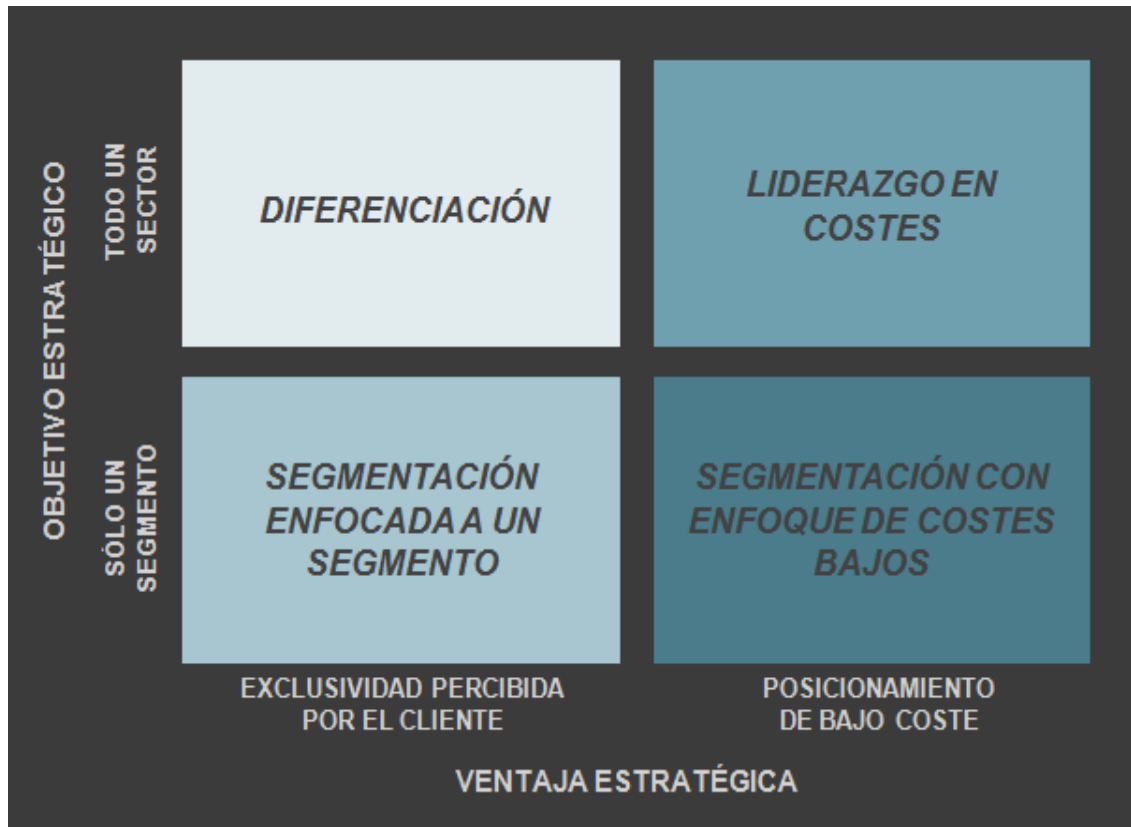 OBJETIVO ESTRATÉGICO
TODO UN
SECTOR
DIFERENCIACIÓN
LIDERAZGO EN
COSTES
SÓLO UN
SEGMENTO
SEGMENTACIÓN
ENFOCADA A UN
SEGMENTO
SEGMENTACIÓN CON
ENFOQUE DE COSTES
BAJOS
EXCLUSIVIDAD PERCIBIDA
POR EL CLIENTE
POSICIONAMIENTO
DE BAJO COSTE
VENTAJA ESTRATÉGICA